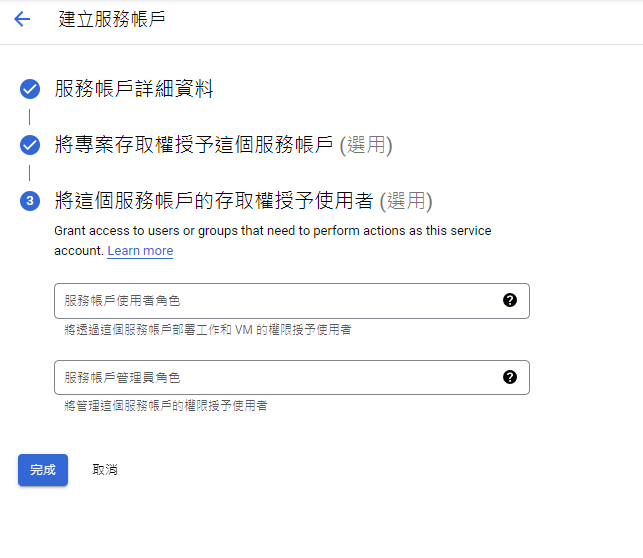 建立服務帳戶
服務帳戶詳細資料
將專案存取權授予這個服務帳戶 (選用)
3 將這個服務帳戶的存取權授予使用者 (選用)
Grant access to users or groups that need to perform actions as this service
account. Learn more
服務帳戶使用者角色
將透過這個服務帳戶部署工作和 VM 的權限授予使用者
服務帳戶管理員角色
將管理這個服務帳戶的權限授予使用者
完成 取消